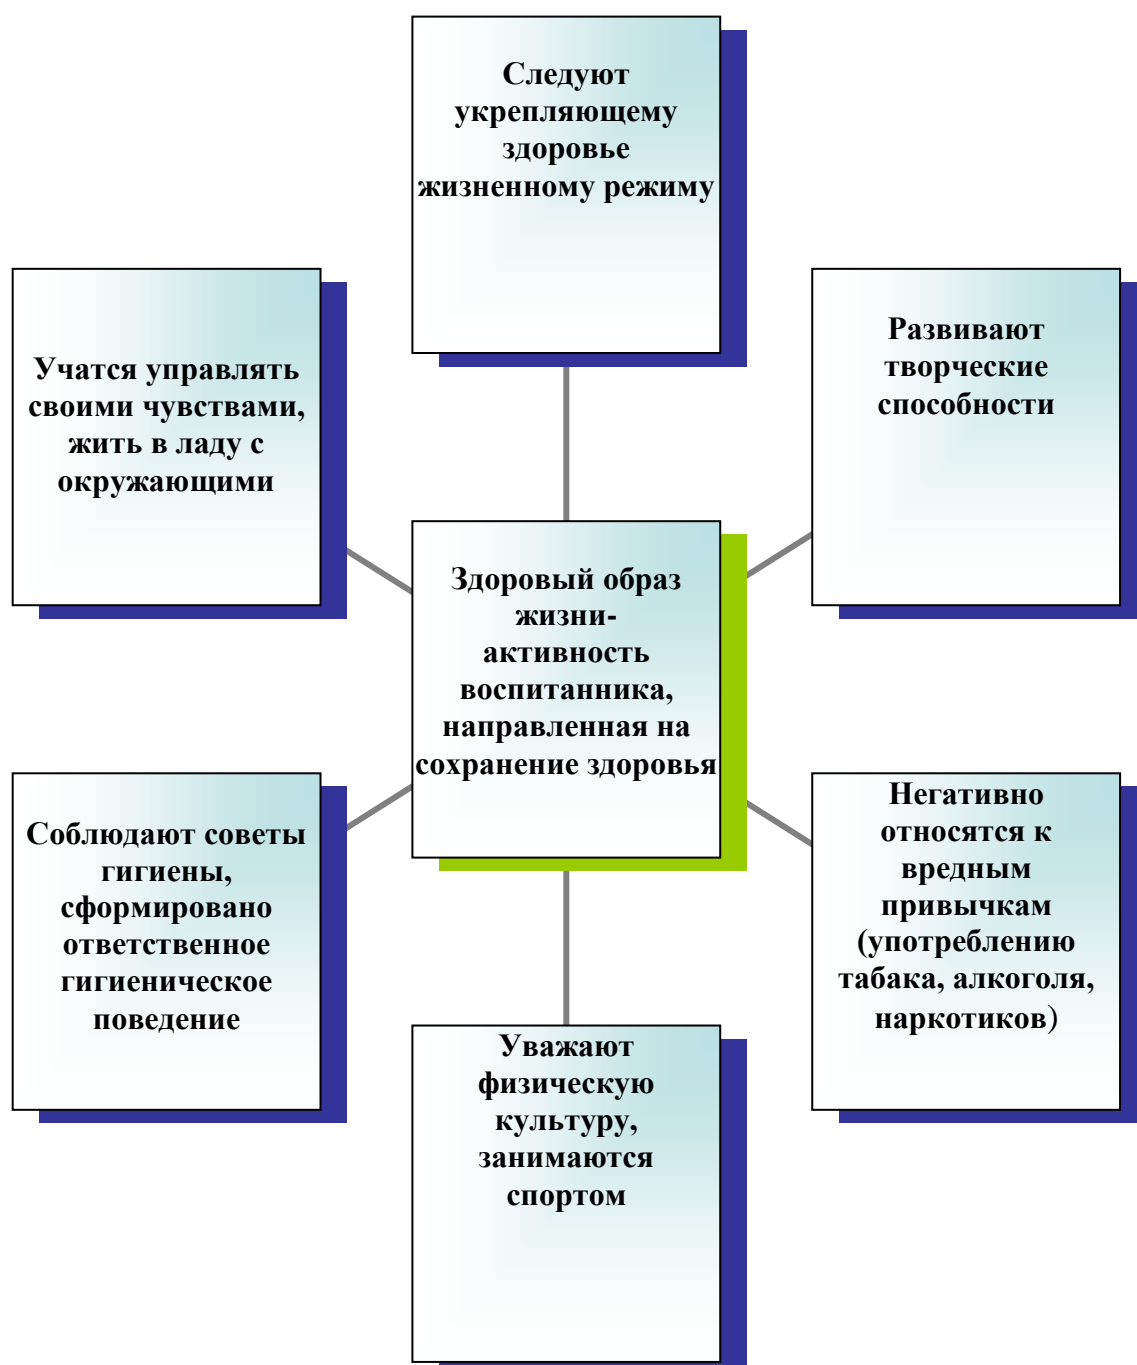 Следуют
укрепляющему
здоровье
жизненному режиму
Учатся управлять
своими чувствами,
жить в ладу с
окружающими
Развивают
творческие
способности
Здоровый образ
жизни-
активность
воспитанника,
направленная на
сохранение здоровья
Соблюдают советы
гигиены,
сформировано
ответственное
гигиеническое
поведение
Негативно
относятся к
вредным
привычкам
(употреблению
табака, алкоголя,
наркотиков)
Уважают
физическую
культуру,
занимаются
спортом